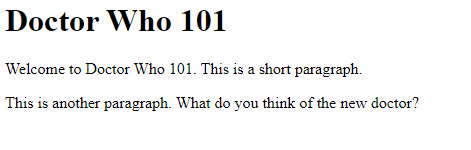 Doctor Who 101
Welcome to Doctor Who 101. This is a short paragraph.
This is another paragraph. What do you think of the new doctor?